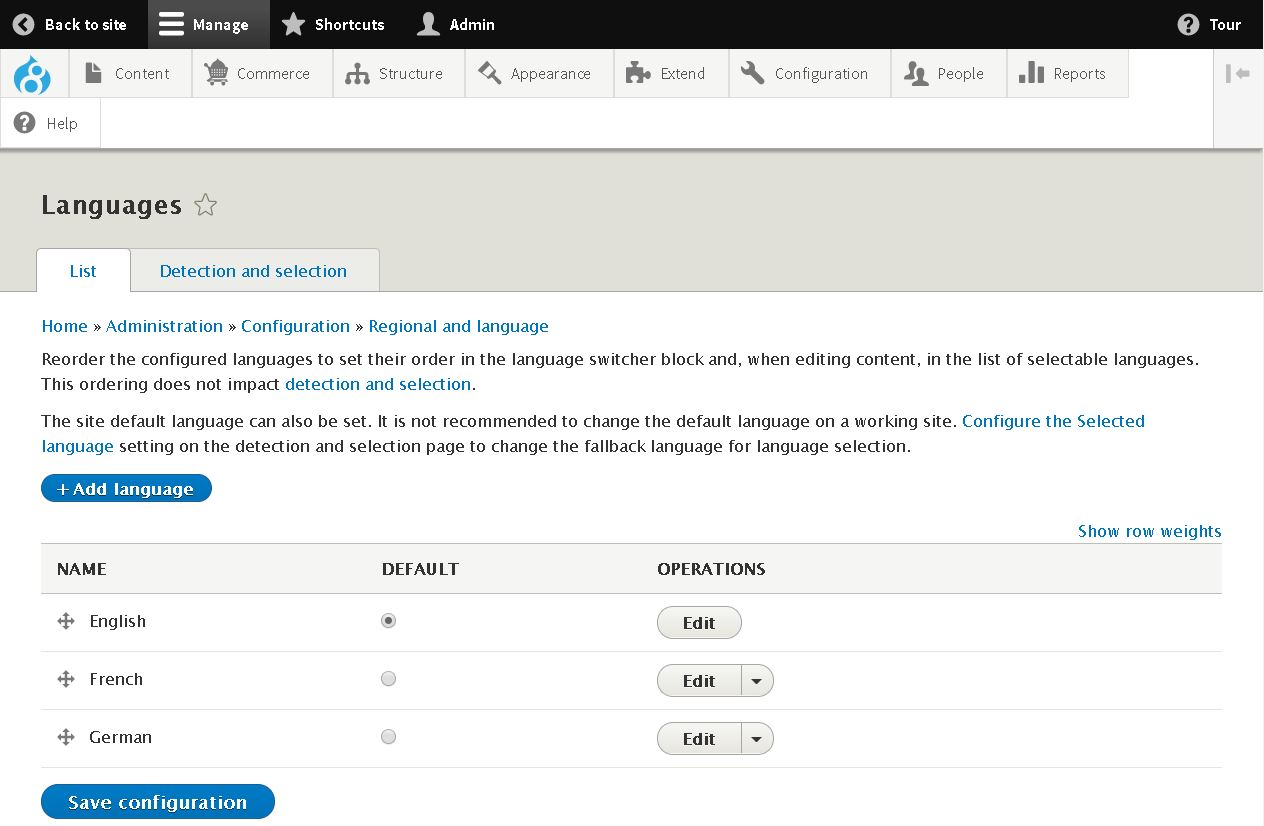 Back to site Manage Shortcuts Admin Tour
Content Commerce Structure Appearance Extend Configuration People Reports
Help
Languages
List Detection and selection
Home » Administration » Configuration » Regional and language
Reorder the configured languages to set their order in the language switcher block and, when editing content, in the list of selectable languages.
This ordering does not impact detection and selection.
The site default language can also be set. It is not recommended to change the default language on a working site. Configure the Selected
language setting on the detection and selection page to change the fallback language for language selection.
+Add language
Show row weights
NAME DEFAULT OPERATIONS
English Edit
French Edit
German Edit
Save configuration